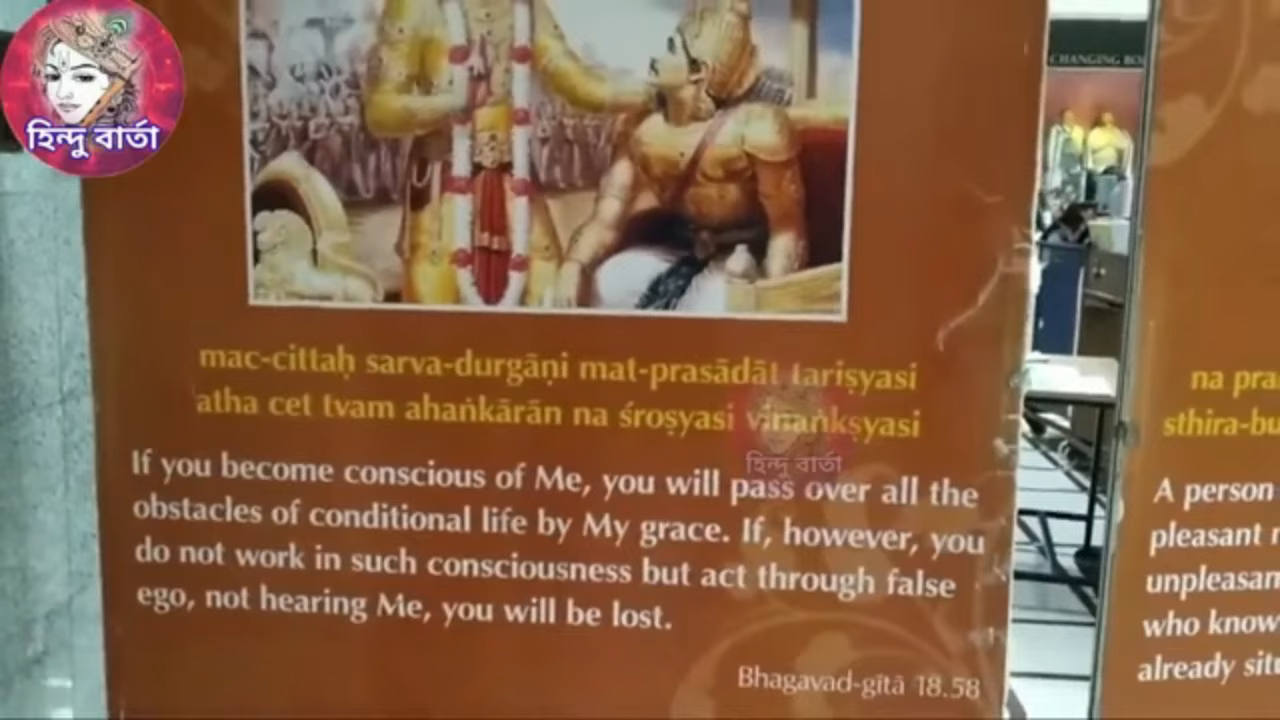 হিন্দু বার্তা
CHANGING
mac-cittaḥ sarva-durgāṇi mat-prasādāt tariṣyasi
atha cet tvam ahaṅkārān na śroṣyasi vinaṅkṣyasi
হিন্দু বার্তা
If you become conscious of Me, you will pass over all the
obstacles of conditional life by My grace. If, however, you
do not work in such consciousness but act through false
ego, not hearing Me, you will be lost.
Bhagavad-gītā 18.58
na pra
sthira-bu
A person
pleasant
unpleasan
who know
already situ